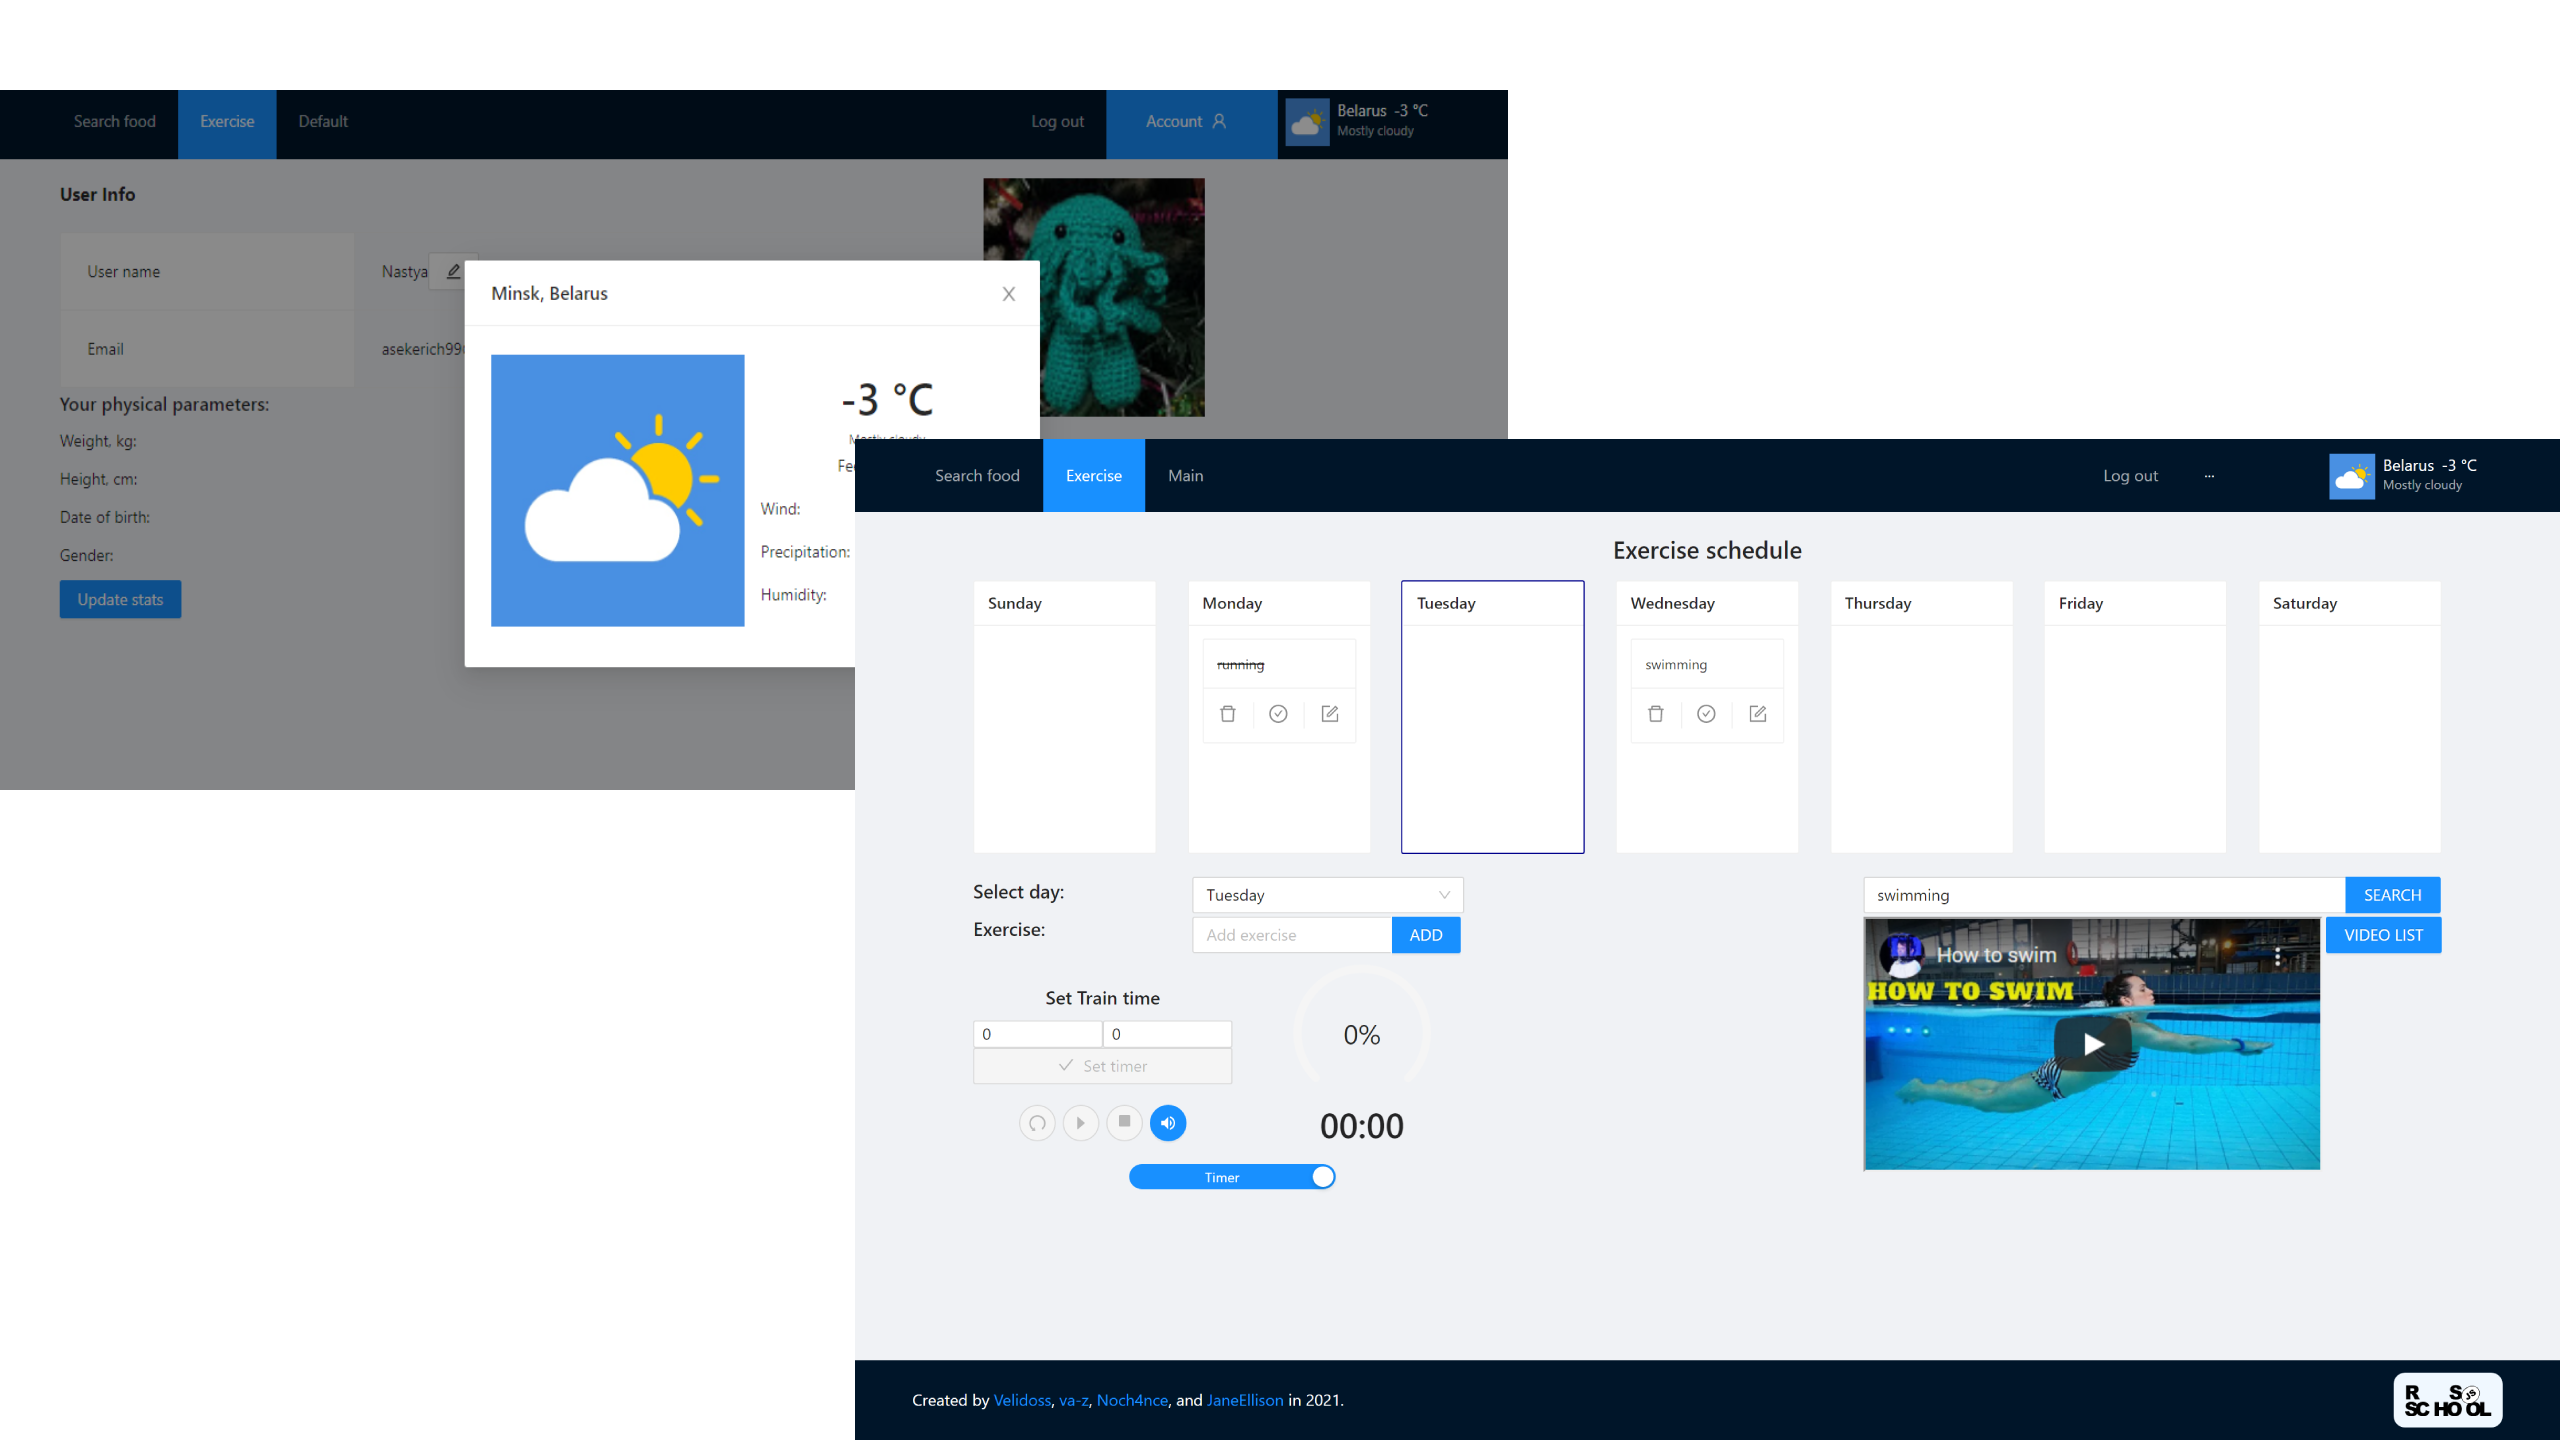 Search food Exercise Default Log out Account Belarus -3 °C
Mostly cloudy
User Info
User name Nastya
Email asekerich99
Your physical parameters:
Weight, kg:
Height, cm:
Date of birth:
Gender:
Update stats
Minsk, Belarus X
-3 °C
Mostly cloudy
Fe
Wind:
Precipitation:
Humidity:
Search food Exercise Main Log out ... Belarus -3 °C
Mostly cloudy
Exercise schedule
Sunday Monday Tuesday Wednesday Thursday Friday Saturday
running swimming
Select day: Tuesday
Exercise: Add exercise ADD
swimming SEARCH
VIDEO LIST
How to swim
HOW TO SWIM
Set Train time
0 0
Set timer
0%
00:00
Timer
Created by Velidoss, va-z, Noch4nce, and JaneEllison in 2021.
RS
SCHOOL